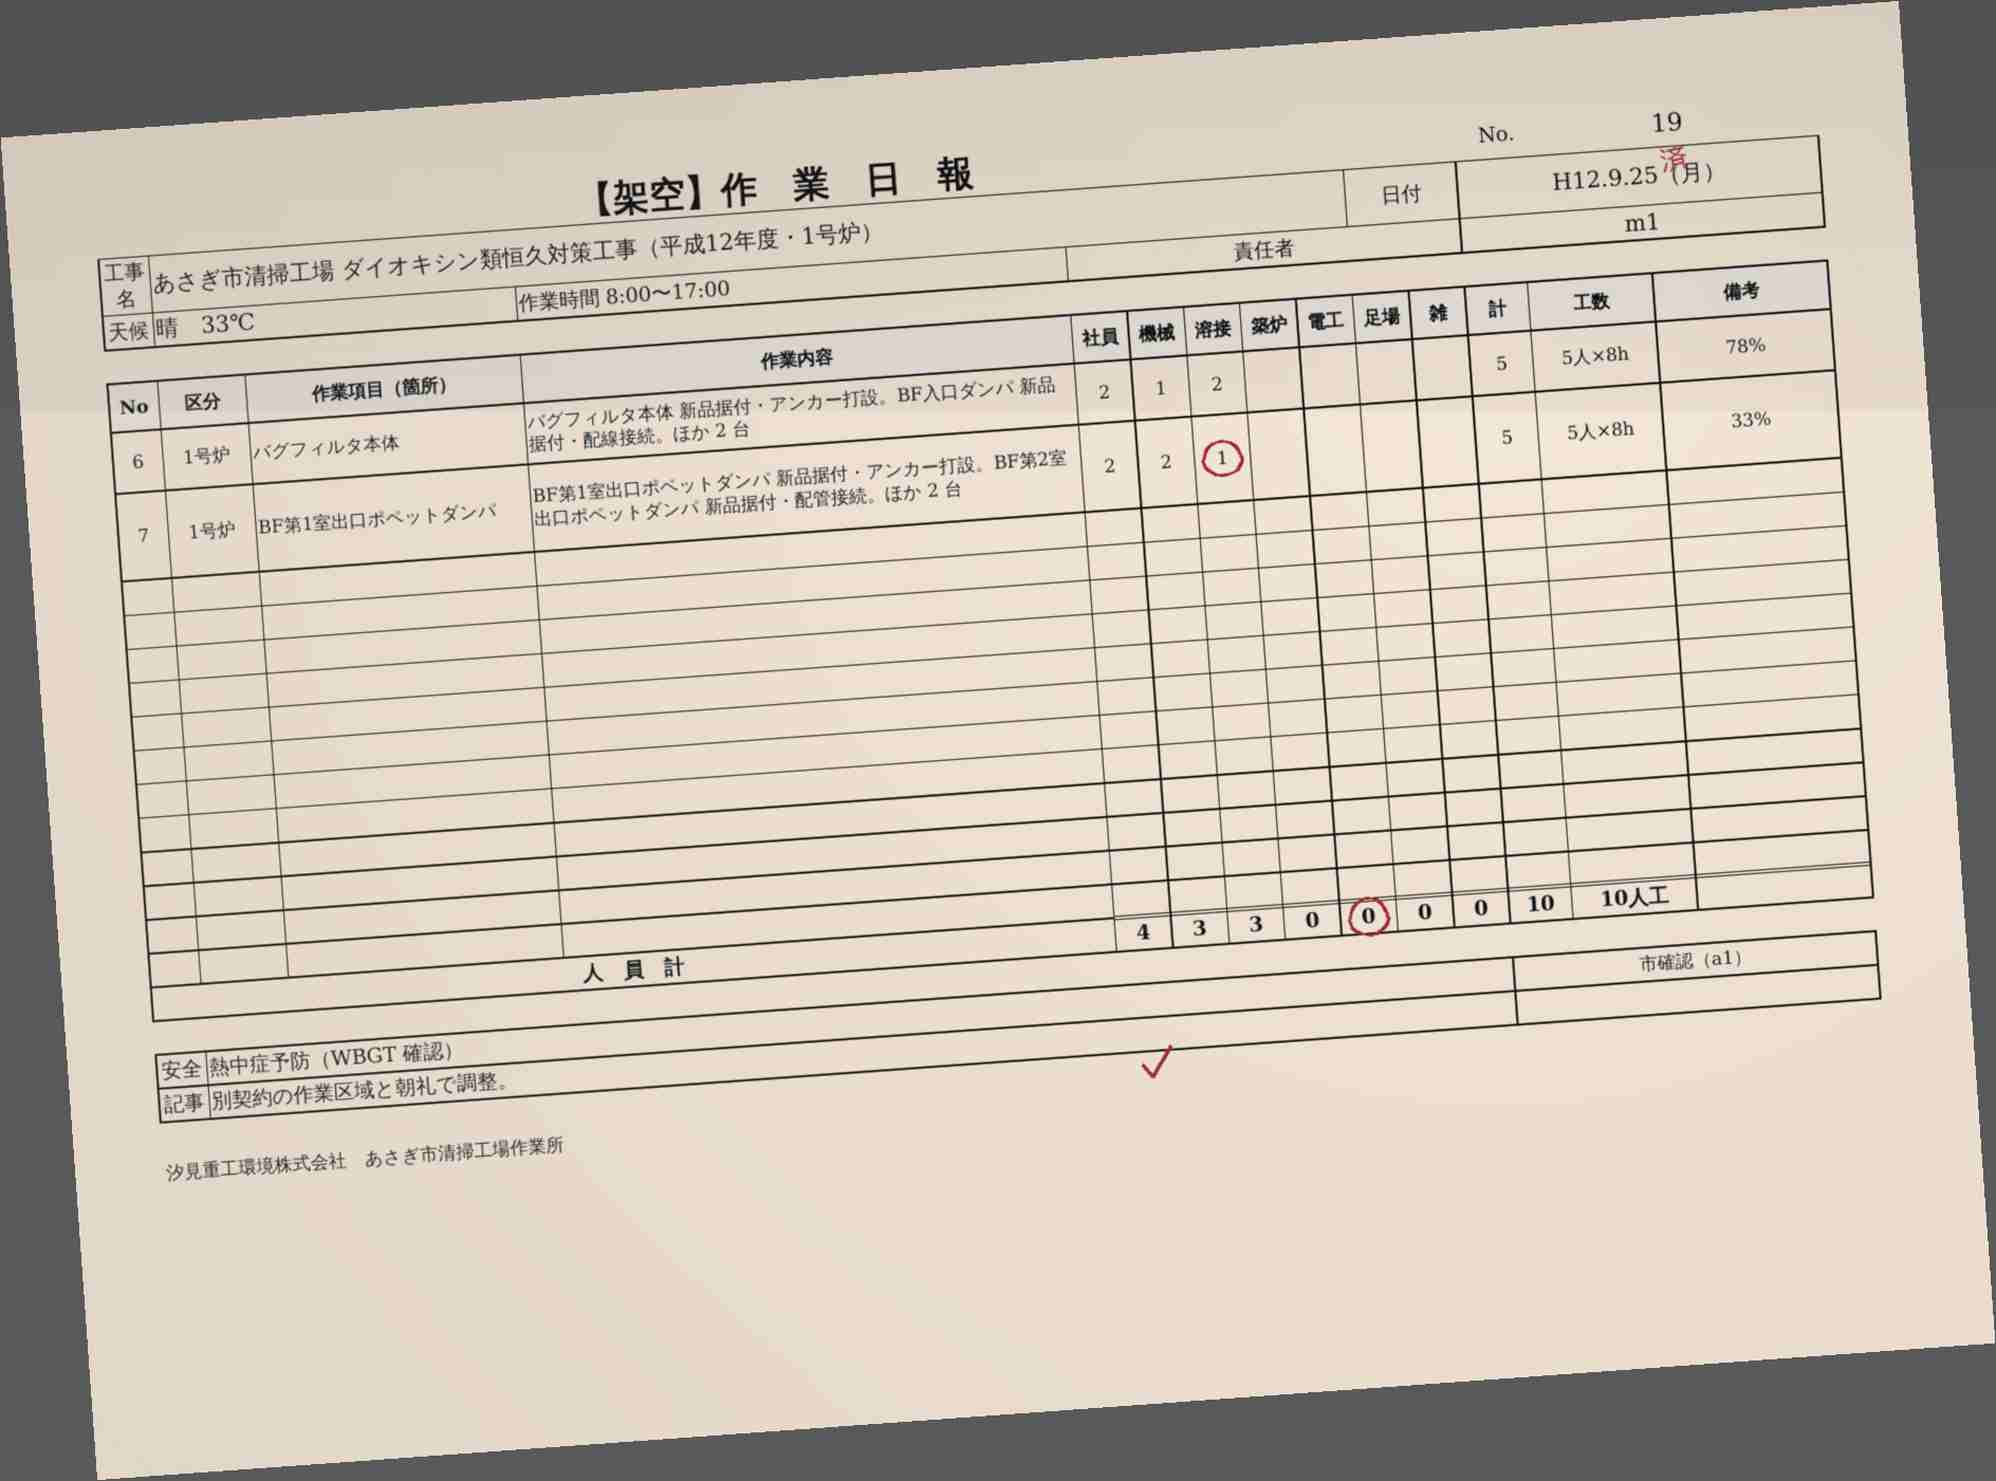 No. 19
【架空】作 業 日 報
済
工事名 あさぎ市清掃工場 ダイオキシン類恒久対策工事（平成12年度・1号炉） 日付 H12.9.25（月）
天候 晴 33℃ 作業時間 8:00〜17:00 責任者 m1
No 区分 作業項目（箇所） 作業内容 社員 機械 溶接 築炉 電工 足場 雑 計 工数 備考
6 1号炉 バグフィルタ本体 バグフィルタ本体 新品据付・アンカー打設。BF入口ダンパ 新品
据付・配線接続。ほか 2 台 2 1 2 5 5人×8h 78%
7 1号炉 BF第1室出口ポペットダンパ BF第1室出口ポペットダンパ 新品据付・アンカー打設。BF第2室
出口ポペットダンパ 新品据付・配管接続。ほか 2 台 2 2 1 5 5人×8h 33%
人 員 計 4 3 3 0 0 0 0 10 10人工
安全 熱中症予防（WBGT 確認） 市確認（a1）
記事 別契約の作業区域と朝礼で調整。
汐見重工環境株式会社 あさぎ市清掃工場作業所